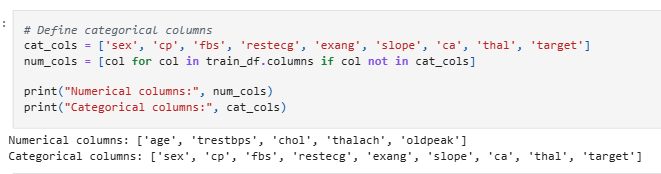 :
# Define categorical columns
cat_cols = ['sex', 'cp', 'fbs', 'restecg', 'exang', 'slope', 'ca', 'thal', 'target']
num_cols = [col for col in train_df.columns if col not in cat_cols]
print("Numerical columns:", num_cols)
print("Categorical columns:", cat_cols)
Numerical columns: ['age', 'trestbps', 'chol', 'thalach', 'oldpeak']
Categorical columns: ['sex', 'cp', 'fbs', 'restecg', 'exang', 'slope', 'ca', 'thal', 'target']